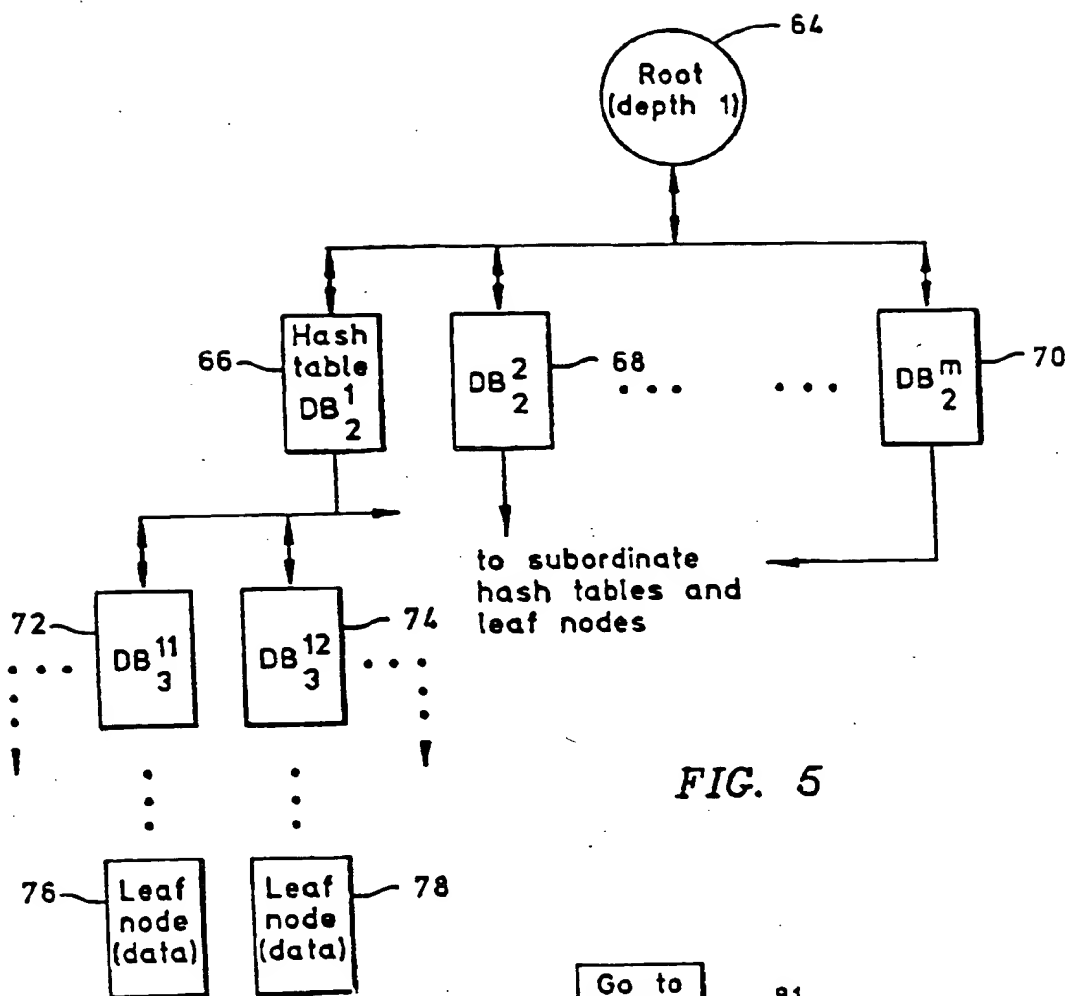 64
Root
(depth 1)
66
Hash
table
DB 1 2
DB 2 2
68
DB m 2
70
to subordinate
hash tables and
leaf nodes
72
DB 11 3
DB 12 3
74
FIG. 5
76
Leaf
node
(data)
Leaf
node
(data)
78
Go to
81